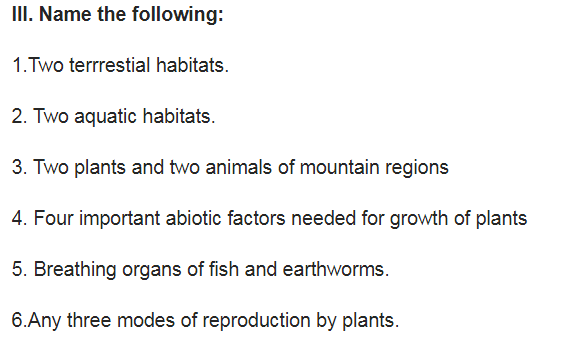 III. Name the following:
1.Two terrrestial habitats.
2. Two aquatic habitats.
3. Two plants and two animals of mountain regions
4. Four important abiotic factors needed for growth of plants
5. Breathing organs of fish and earthworms.
6.Any three modes of reproduction by plants.